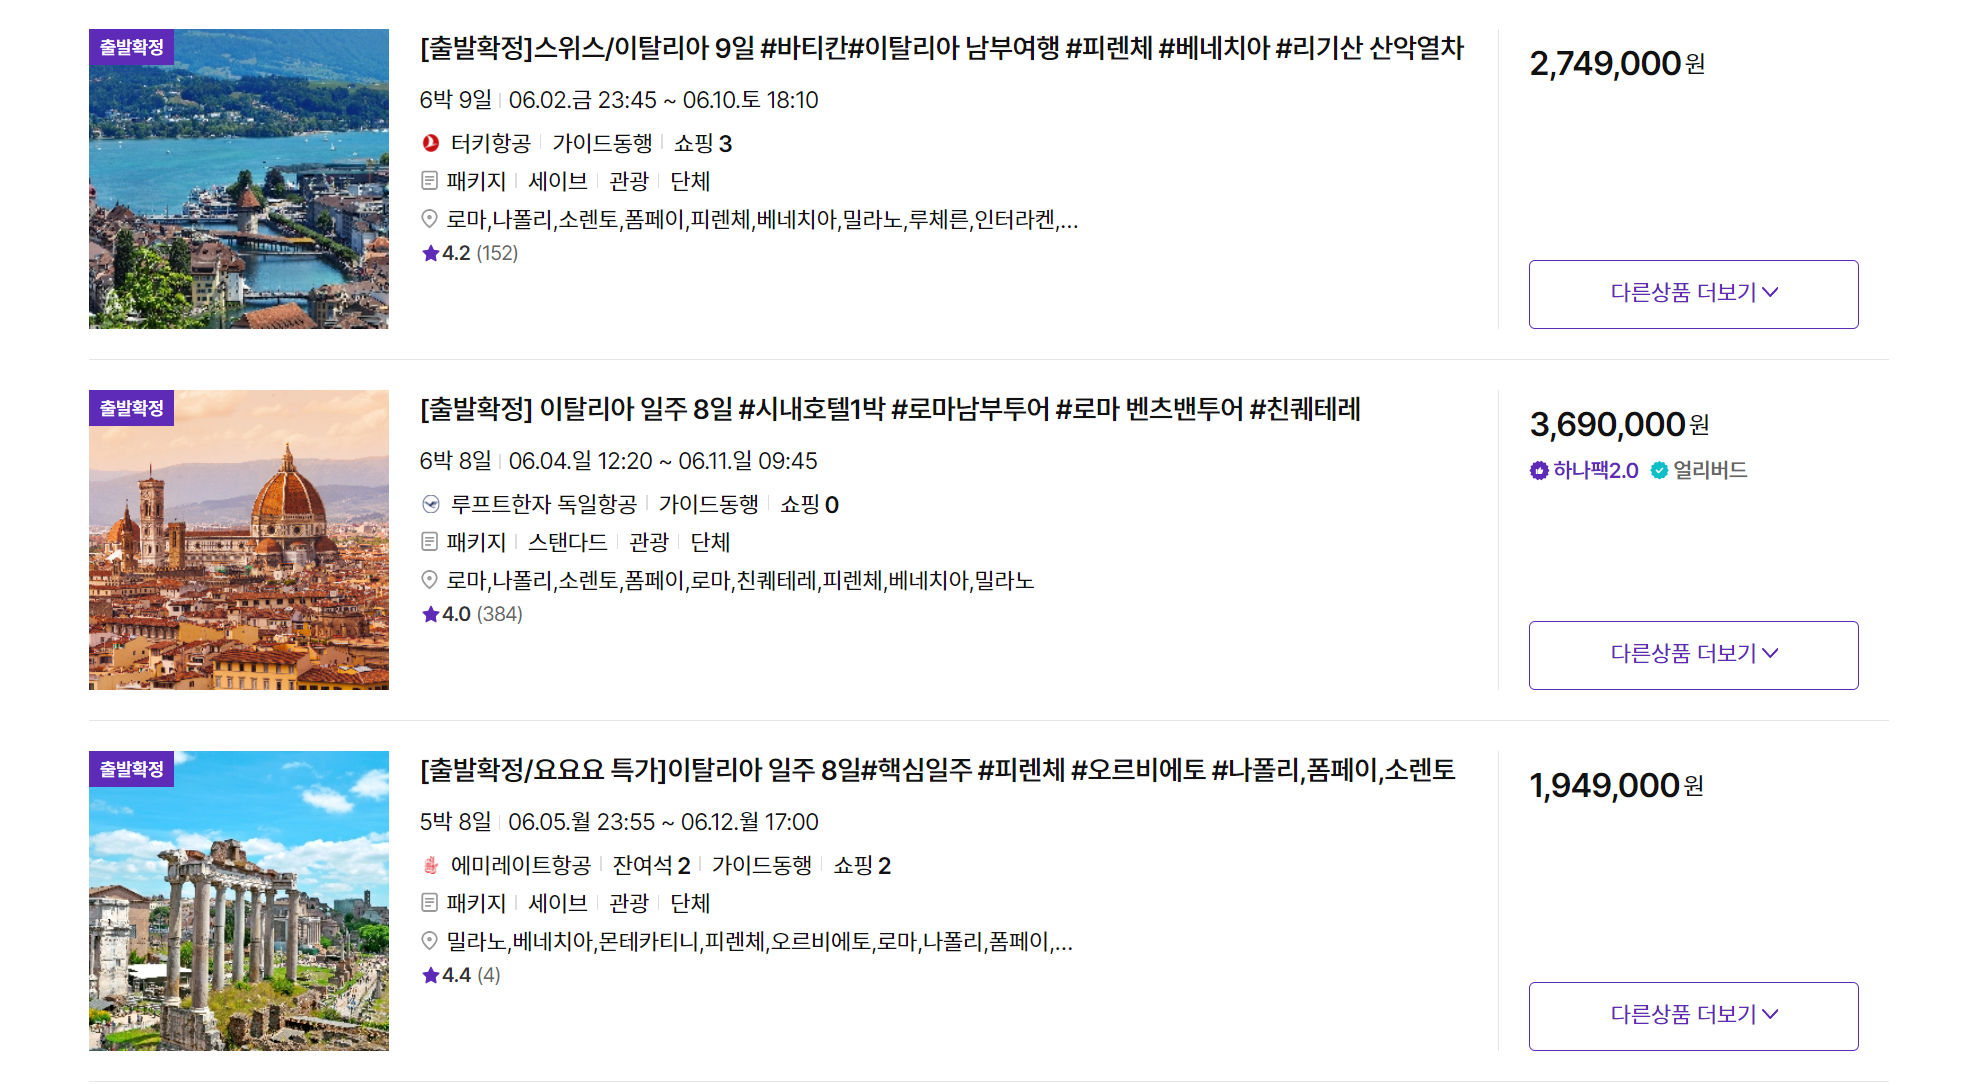 출발확정
[출발확정]스위스/이탈리아 9일 #바티칸#이탈리아 남부여행 #피렌체 #베네치아 #리기산 산악열차
6박 9일 06.02.금 23:45 ~ 06.10.토 18:10
터키항공 가이드동행 쇼핑 3
패키지 세이브 관광 단체
로마,나폴리,소렌토,폼페이,피렌체,베네치아,밀라노,루체른,인터라켄,...
4.2 (152)
2,749,000원
다른상품 더보기
출발확정
[출발확정] 이탈리아 일주 8일 #시내호텔1박 #로마남부투어 #로마 벤츠밴투어 #친퀘테레
6박 8일 06.04.일 12:20 ~ 06.11.일 09:45
루프트한자 독일항공 가이드동행 쇼핑 0
패키지 스탠다드 관광 단체
로마,나폴리,소렌토,폼페이,로마,친퀘테레,피렌체,베네치아,밀라노
4.0 (384)
3,690,000원
하나팩2.0 얼리버드
다른상품 더보기
출발확정
[출발확정/요요요 특가]이탈리아 일주 8일#핵심일주 #피렌체 #오르비에토 #나폴리,폼페이,소렌토
5박 8일 06.05.월 23:55 ~ 06.12.월 17:00
에미레이트항공 잔여석 2 가이드동행 쇼핑 2
패키지 세이브 관광 단체
밀라노,베네치아,몬테카티니,피렌체,오르비에토,로마,나폴리,폼페이,...
4.4 (4)
1,949,000원
다른상품 더보기